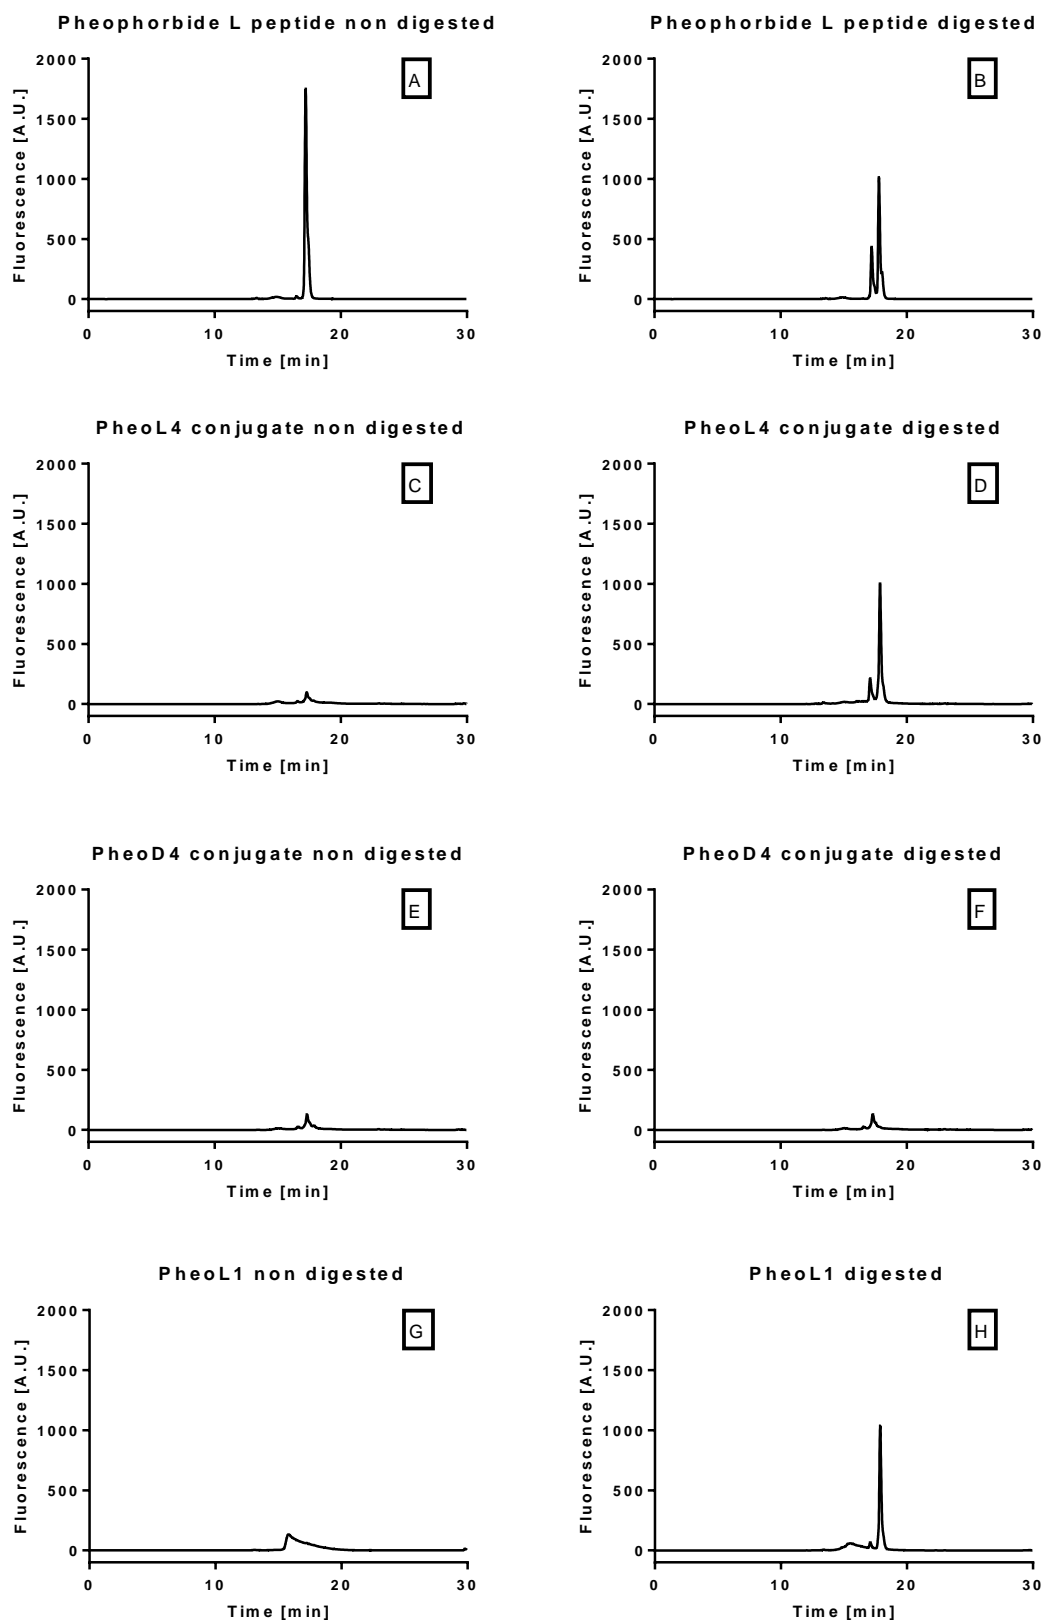 Pheophorbide L peptide non digested
A
Fluorescence [A.U.]
2000
1500
1000
500
0
0 10 20 30
Time [min]
Pheophorbide L peptide digested
B
Fluorescence [A.U.]
2000
1500
1000
500
0
0 10 20 30
Time [min]
PheoL4 conjugate non digested
C
Fluorescence [A.U.]
2000
1500
1000
500
0
0 10 20 30
Time [min]
PheoL4 conjugate digested
D
Fluorescence [A.U.]
2000
1500
1000
500
0
0 10 20 30
Time [min]
PheoD4 conjugate non digested
E
Fluorescence [A.U.]
2000
1500
1000
500
0
0 10 20 30
Time [min]
PheoD4 conjugate digested
F
Fluorescence [A.U.]
2000
1500
1000
500
0
0 10 20 30
Time [min]
PheoL1 non digested
G
Fluorescence [A.U.]
2000
1500
1000
500
0
0 10 20 30
Time [min]
PheoL1 digested
H
Fluorescence [A.U.]
2000
1500
1000
500
0
0 10 20 30
Time [min]